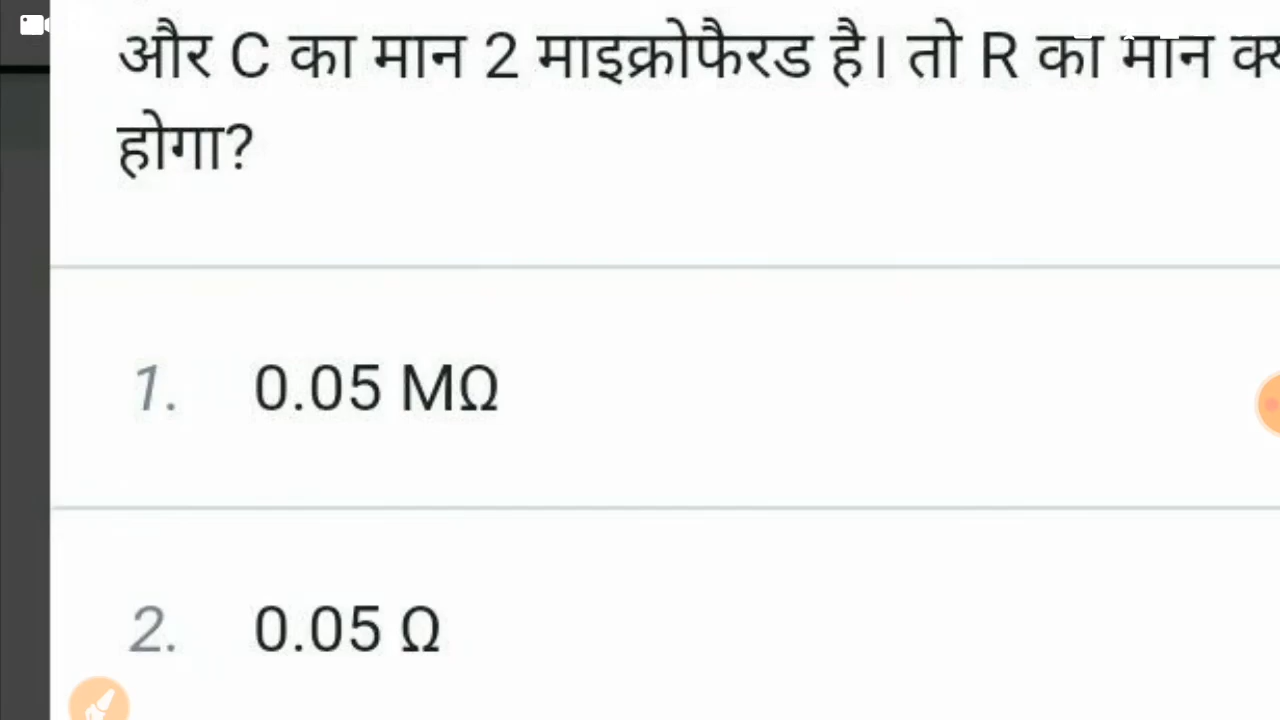 और C का मान 2 माइक्रोफैरड है। तो R का मान
होगा?
1. 0.05 MΩ
2. 0.05 Ω